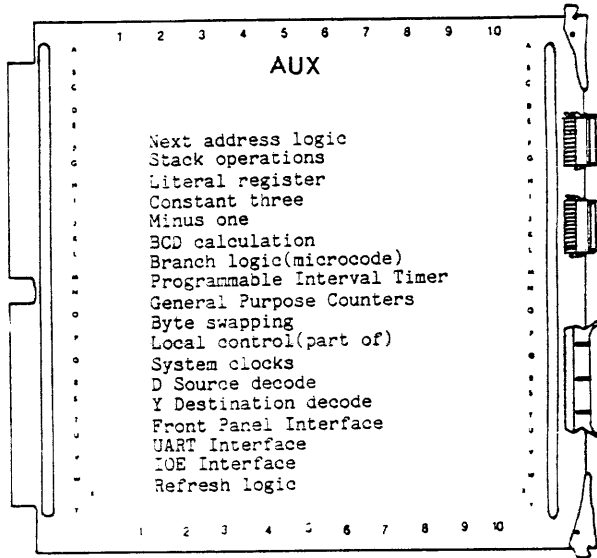 1 2 3 4 5 6 7 8 9 10
AUX
Next address logic
Stack operations
Literal register
Constant three
Minus one
BCD calculation
Branch logic(microcode)
Programmable Interval Timer
General Purpose Counters
Byte swapping
Local control(part of)
System clocks
D Source decode
Y Destination decode
Front Panel Interface
UART Interface
IOE Interface
Refresh logic
1 2 3 4 5 6 7 8 9 10